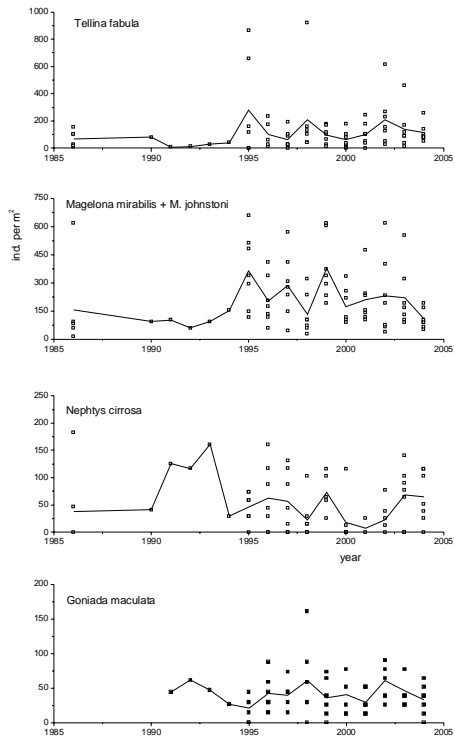 Tellina fabula
1000
800
600
400
200
0
1985 1990 1995 2000 2005
Magelona mirabilis + M. johnstoni
ind. per m²
750
600
450
300
150
0
1985 1990 1995 2000 2005
Nephtys cirrosa
250
200
150
100
50
0
1985 1990 1995 2000 2005
year
Goniada maculata
200
150
100
50
0
1985 1990 1995 2000 2005